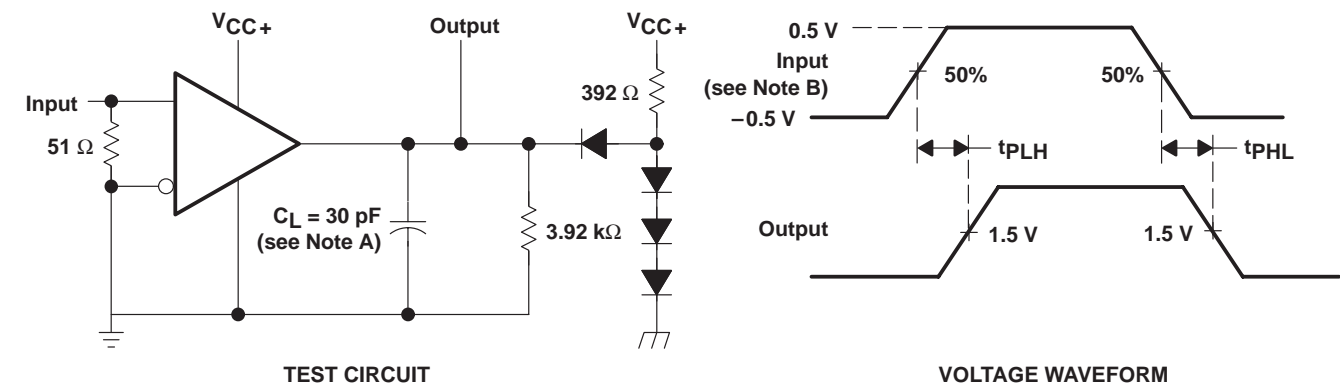 VCC+
Output
VCC+
Input
51 Ω
392 Ω
CL = 30 pF
(see Note A)
3.92 kΩ
TEST CIRCUIT
0.5 V
Input
(see Note B)
−0.5 V
50%
50%
tPLH
tPHL
Output
1.5 V
1.5 V
VOLTAGE WAVEFORM